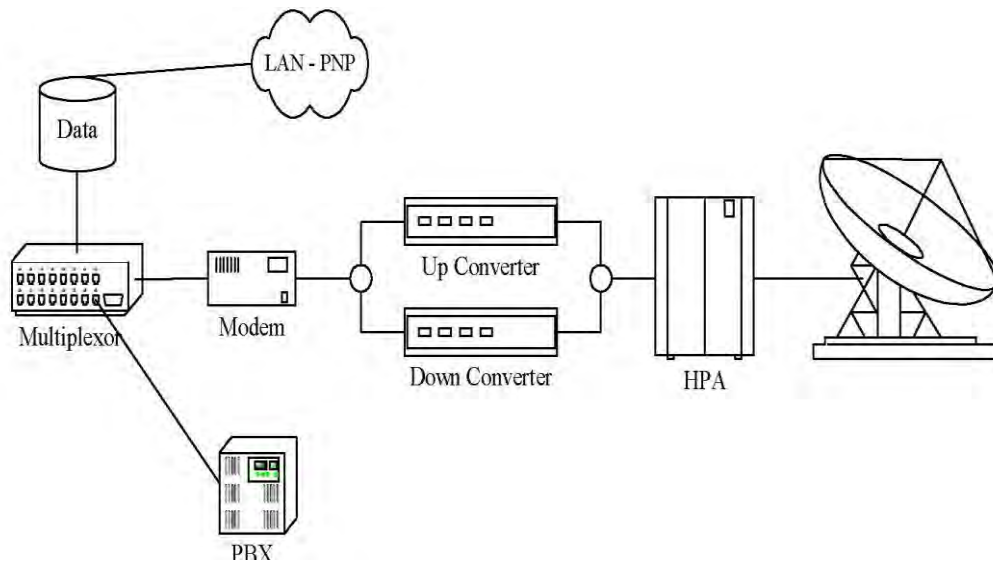 LAN - PNP
Data
Up Converter
Multiplexor
Modem
Down Converter
HPA
PBX